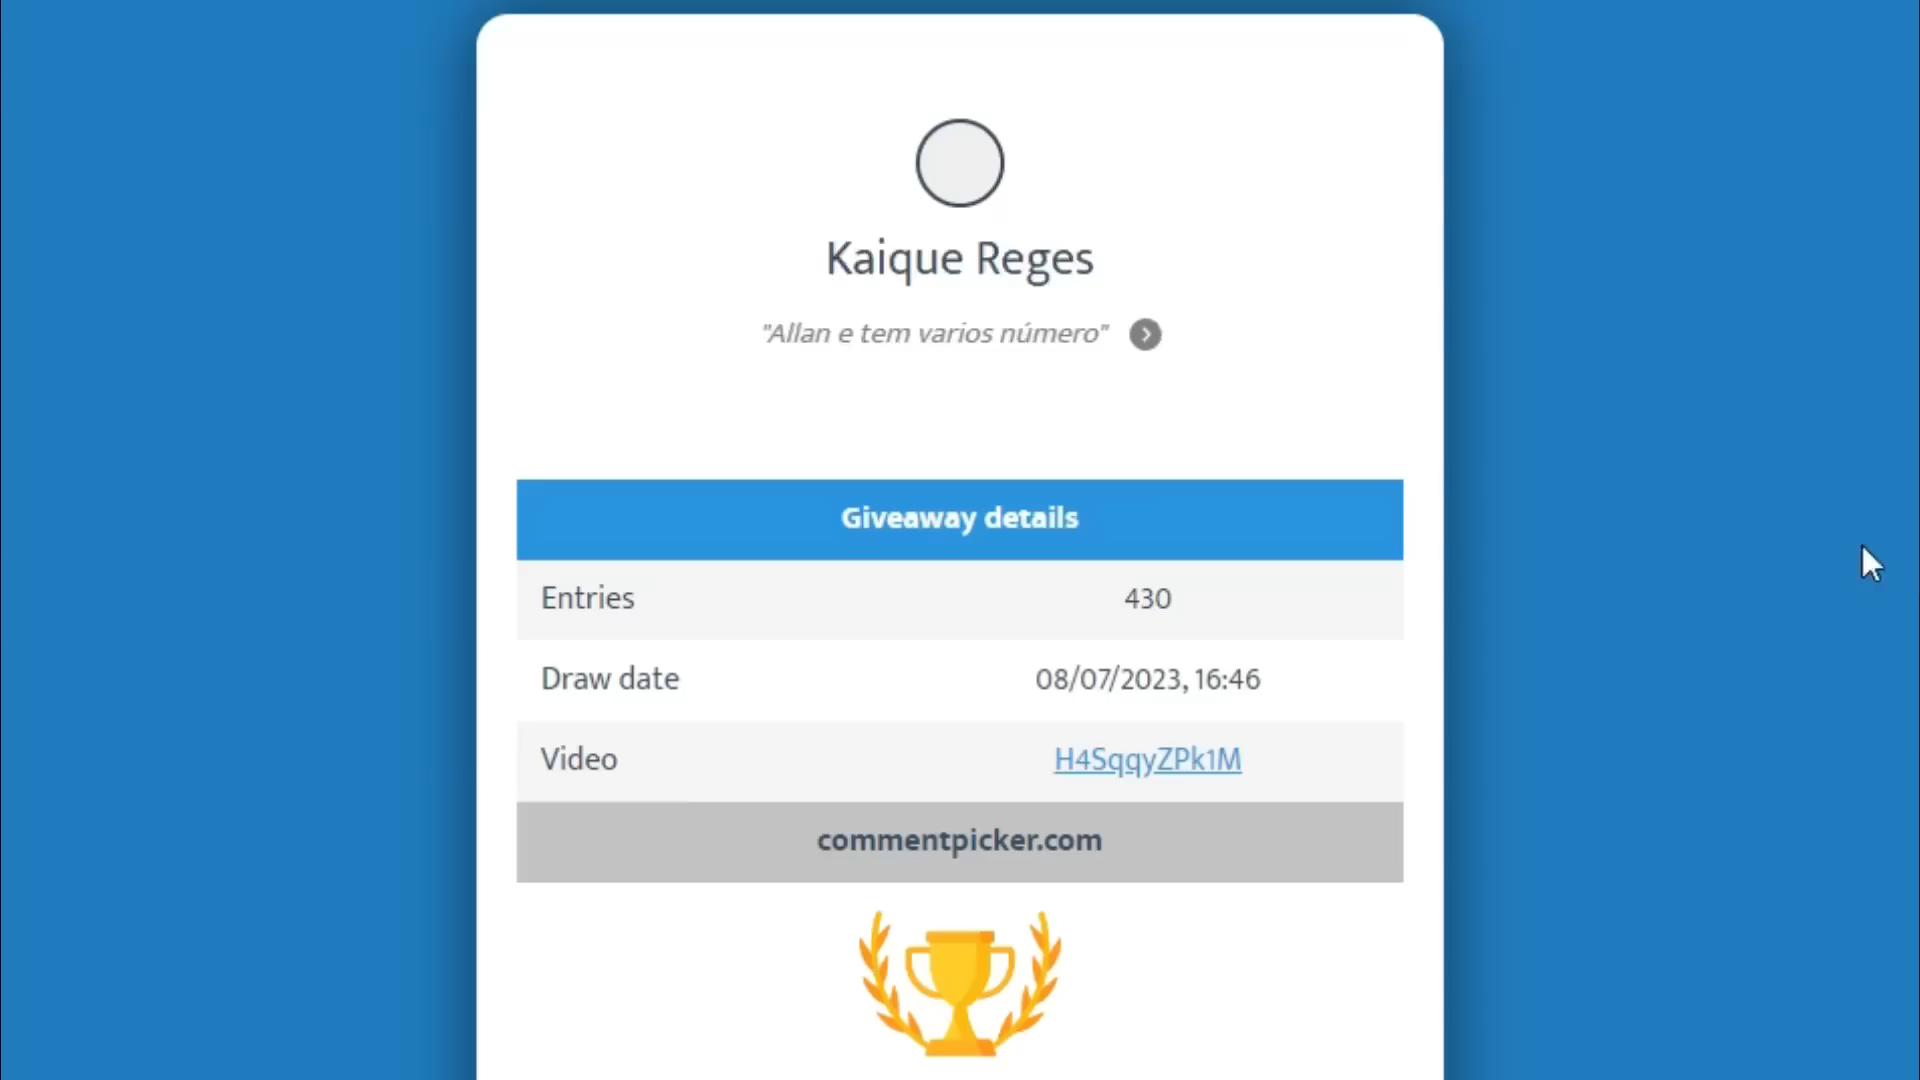 Kaique Reges
"Allan e tem varios número"
Giveaway details
Entries 430
Draw date 08/07/2023, 16:46
Video H4SqqyZPk1M
commentpicker.com